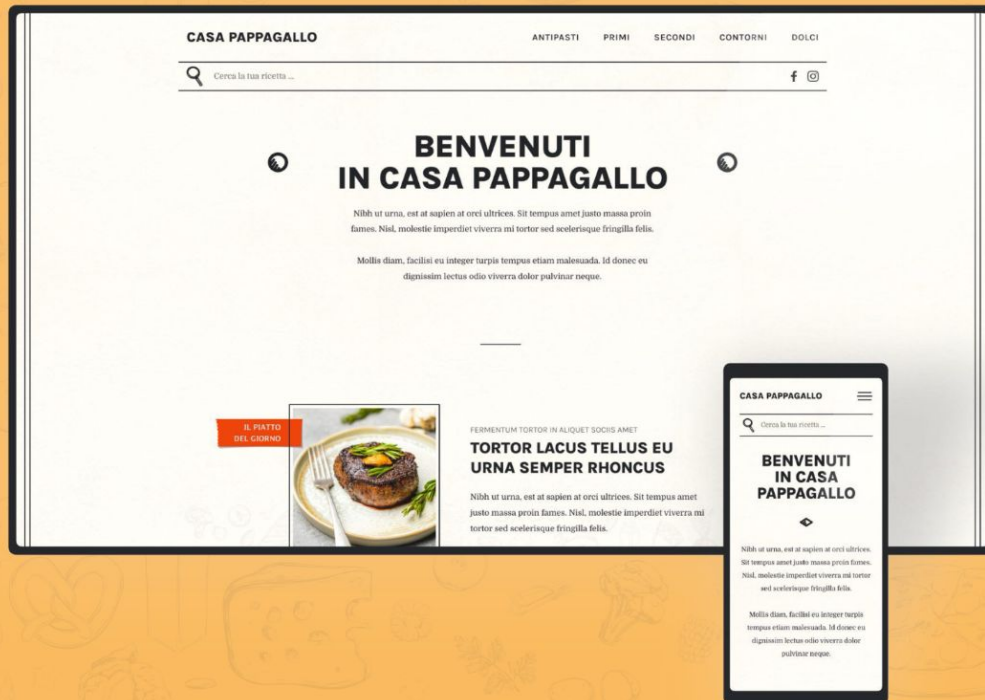 CASA PAPPAGALLO
ANTIPASTI PRIMI SECONDI CONTORNI DOLCI
Cerca la tua ricetta ...
BENVENUTI
IN CASA PAPPAGALLO
Nibh ut urna, est at sapien at orci ultrices. Sit tempus amet justo massa proin
fames. Nisl, molestie imperdiet viverra mi tortor sed scelerisque fringilla felis.
Mollis diam, facilisi eu integer turpis tempus etiam malesuada. Id donec eu
dignissim lectus odio viverra dolor pulvinar neque.
IL PIATTO
DEL GIORNO
FERMENTUM TORTOR IN ALIQUET SOCIIS AMET
TORTOR LACUS TELLUS EU
URNA SEMPER RHONCUS
Nibh ut urna, est at sapien at orci ultrices. Sit tempus amet
justo massa proin fames. Nisl, molestie imperdiet viverra mi
tortor sed scelerisque fringilla felis.
CASA PAPPAGALLO
Cerca la tua ricetta ...
BENVENUTI
IN CASA
PAPPAGALLO
Nibh ut urna, est at sapien at orci ultrices.
Sit tempus amet justo massa proin fames.
Nisl, molestie imperdiet viverra mi tortor
sed scelerisque fringilla felis.
Mollis diam, facilisi eu integer turpis
tempus etiam malesuada. Id donec eu
dignissim lectus odio viverra dolor
pulvinar neque.